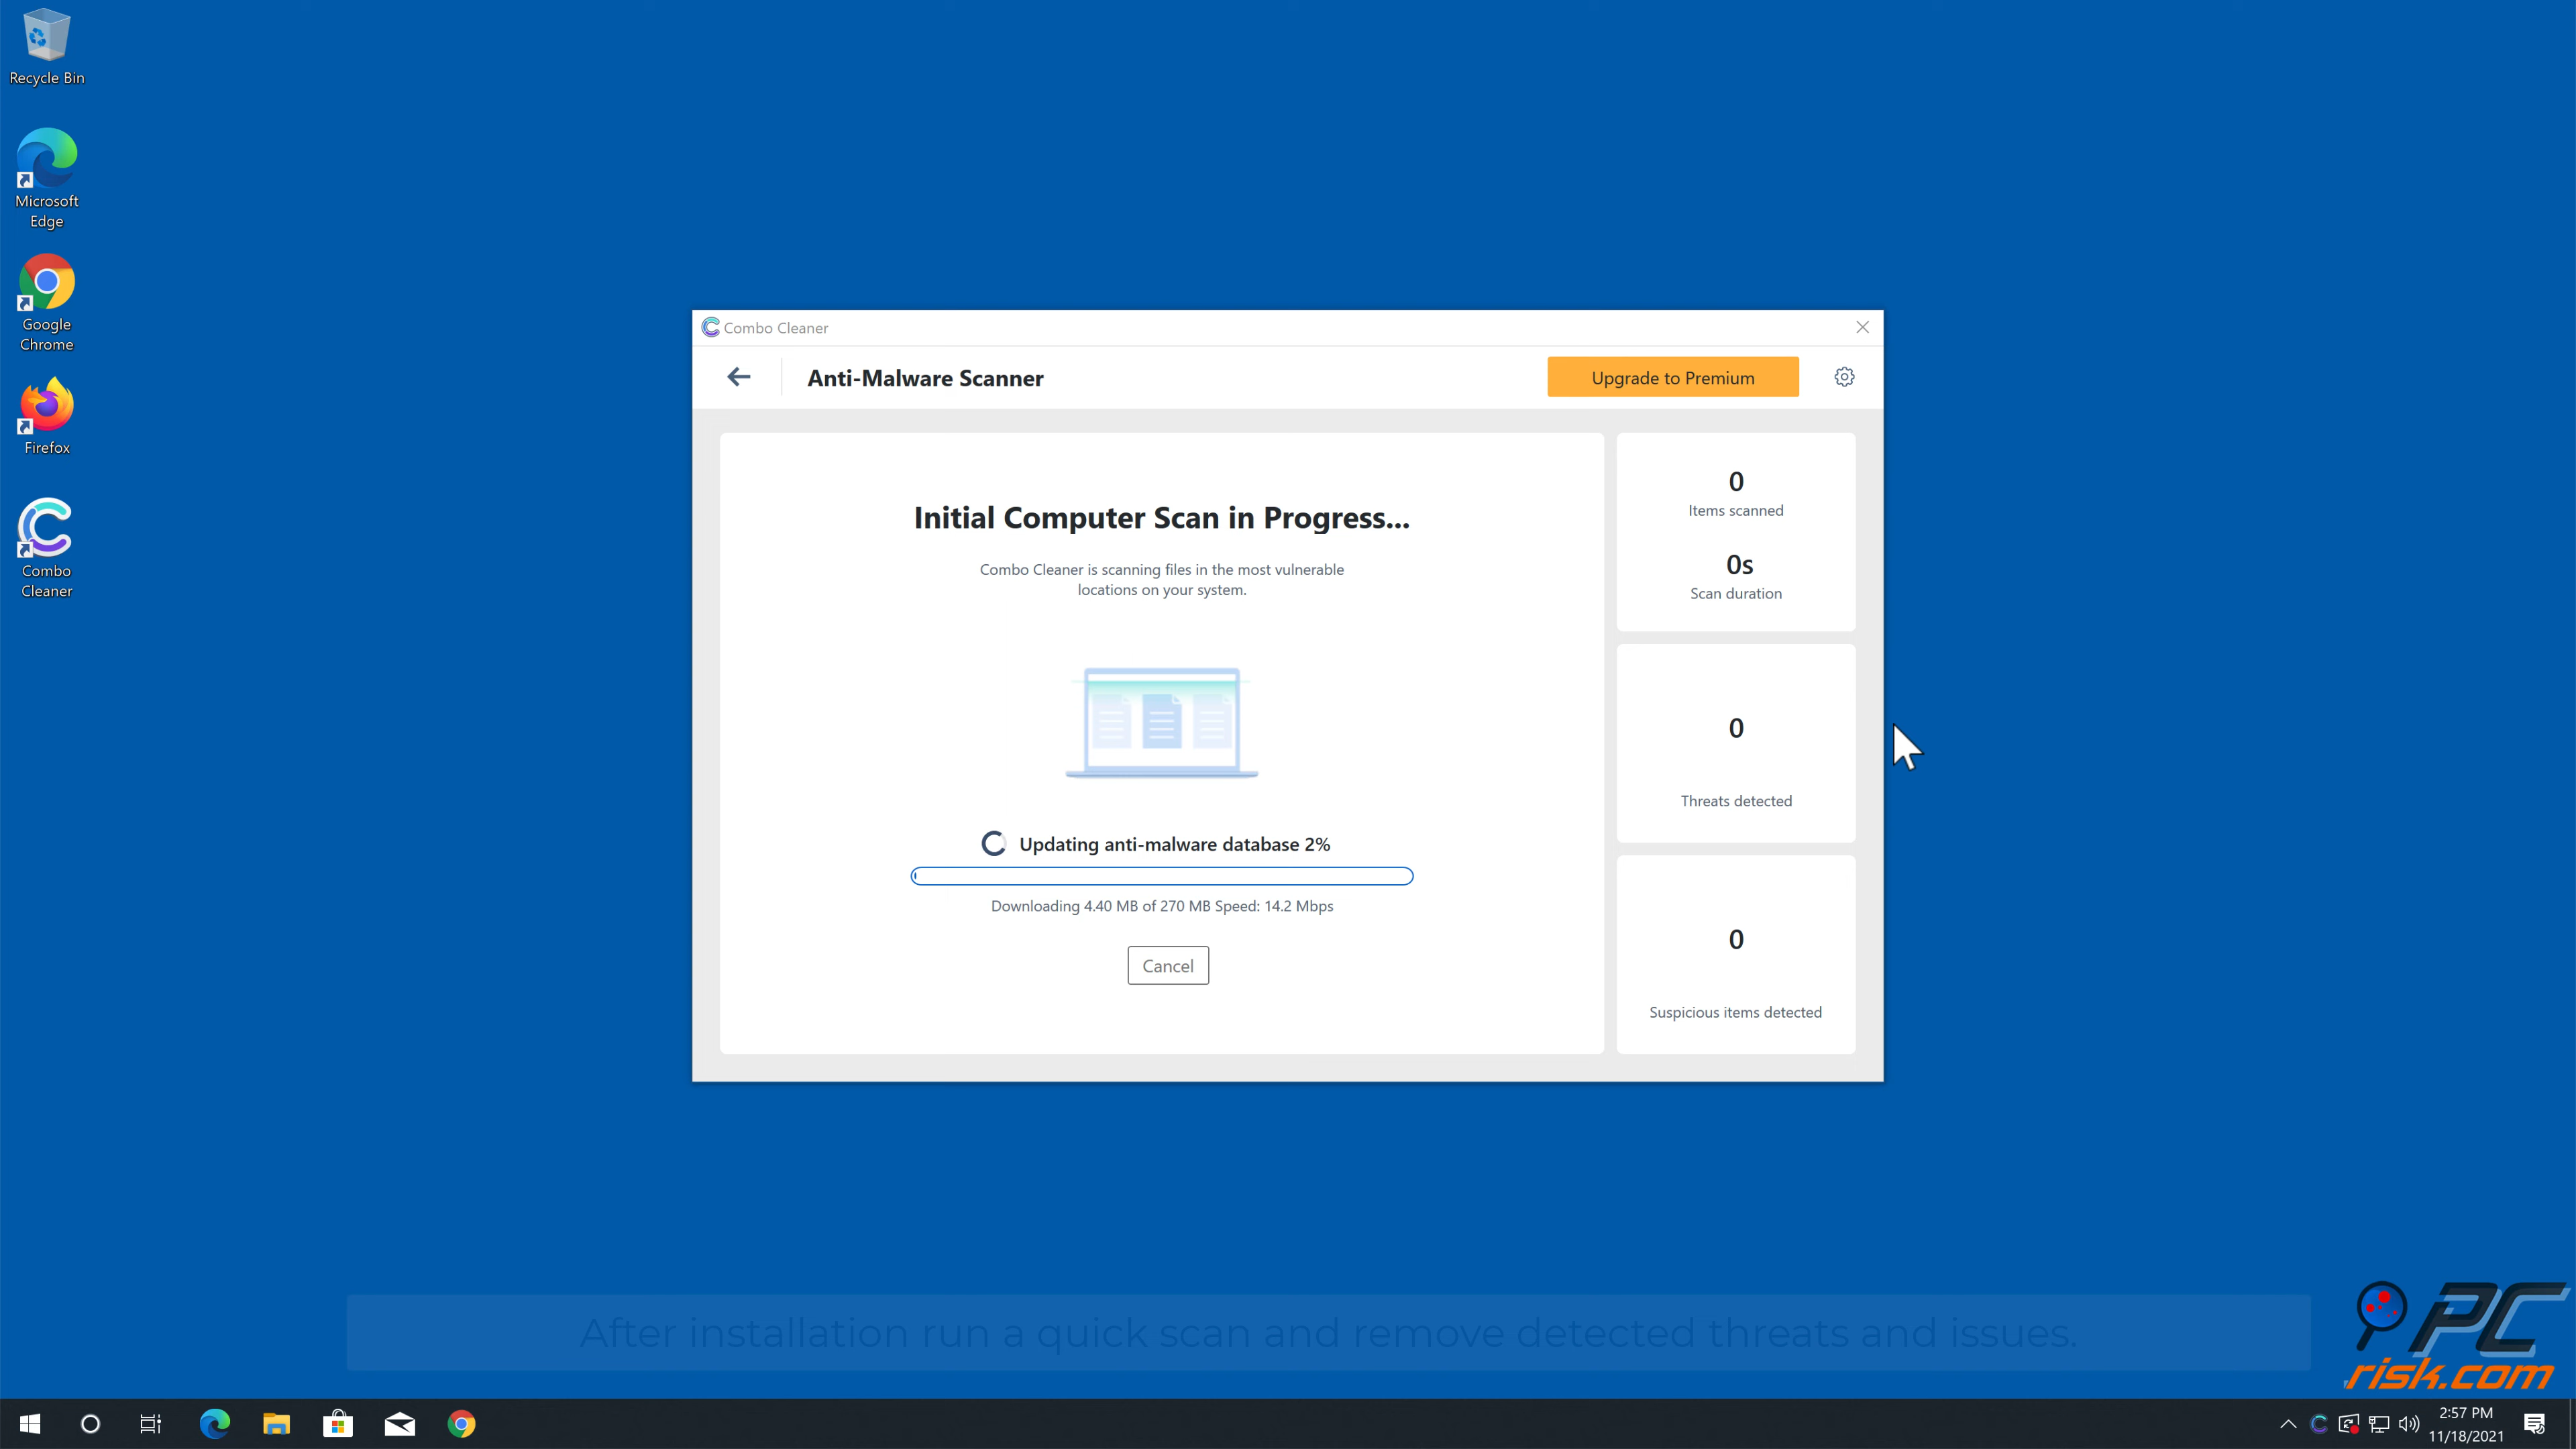 Recycle Bin
Microsoft
Edge
Google
Chrome
Firefox
Combo
Cleaner
Combo Cleaner
Anti-Malware Scanner
Upgrade to Premium
Initial Computer Scan in Progress...
Combo Cleaner is scanning files in the most vulnerable
locations on your system.
Updating anti-malware database 2%
Downloading 4.40 MB of 270 MB Speed: 14.2 Mbps
Cancel
0
Items scanned
0s
Scan duration
0
Threats detected
0
Suspicious items detected
After installation run a quick scan and remove detected threats and issues.
PC
risk.com
2:57 PM
11/18/2021